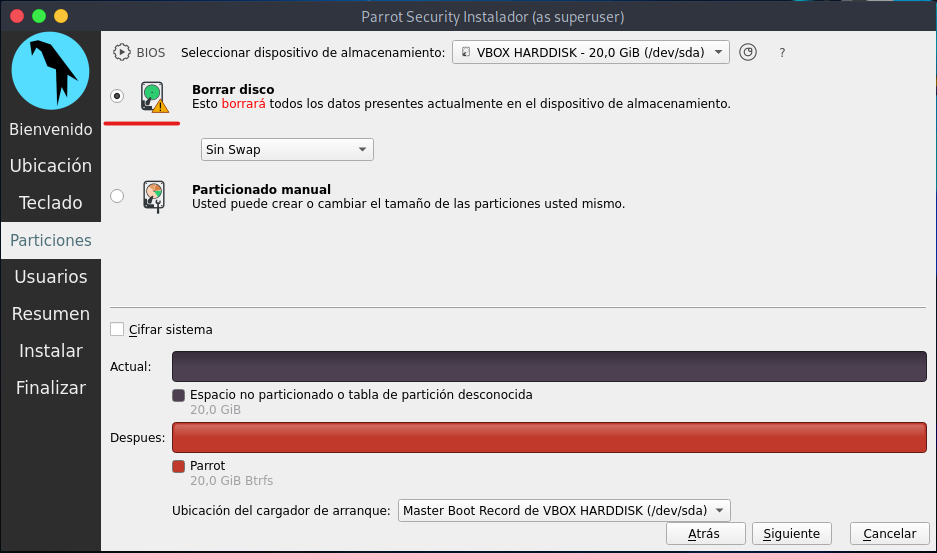 Parrot Security Instalador (as superuser)
BIOS Seleccionar dispositivo de almacenamiento: VBOX HARDDISK - 20,0 GiB (/dev/sda) ?
Bienvenido
Ubicación
Teclado
Particiones
Usuarios
Resumen
Instalar
Finalizar
Borrar disco
Esto borrará todos los datos presentes actualmente en el dispositivo de almacenamiento.
Sin Swap
Particionado manual
Usted puede crear o cambiar el tamaño de las particiones usted mismo.
Cifrar sistema
Actual:
Espacio no particionado o tabla de partición desconocida
20,0 GiB
Despues:
Parrot
20,0 GiB Btrfs
Ubicación del cargador de arranque: Master Boot Record de VBOX HARDDISK (/dev/sda)
Atrás Siguiente Cancelar